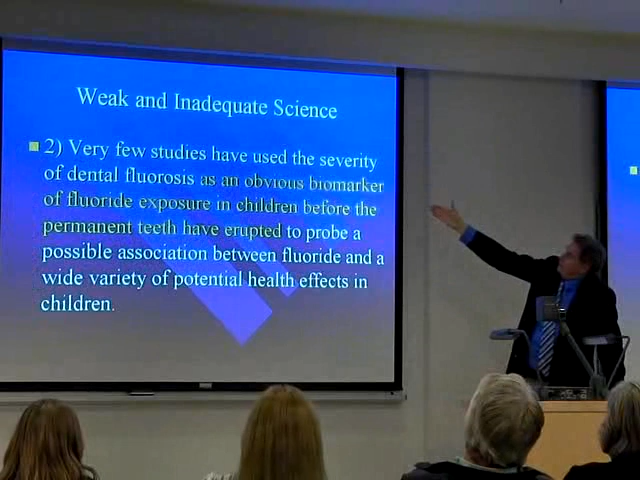 Weak and Inadequate Science
2) Very few studies have used the severity
of dental fluorosis as an obvious biomarker
of fluoride exposure in children before the
permanent teeth have erupted to probe a
possible association between fluoride and a
wide variety of potential health effects in
children.